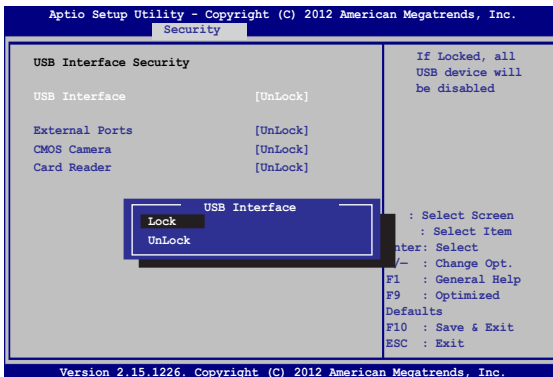 Aptio Setup Utility - Copyright (C) 2012 American Megatrends, Inc.
Security
USB Interface Security
USB Interface [UnLock]
External Ports [UnLock]
CMOS Camera [UnLock]
Card Reader [UnLock]
If Locked, all
USB device will
be disabled
USB Interface
Lock
UnLock
: Select Screen
: Select Item
nter: Select
/— : Change Opt.
F1 : General Help
F9 : Optimized
Defaults
F10 : Save & Exit
ESC : Exit
Version 2.15.1226. Copyright (C) 2012 American Megatrends, Inc.